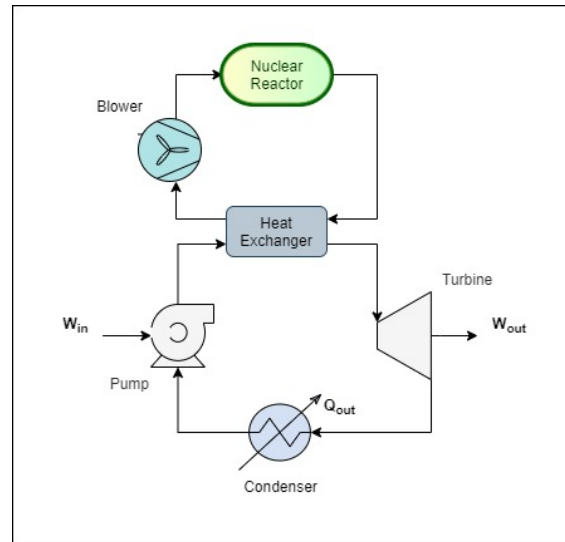 Nuclear
Reactor
Blower
Heat
Exchanger
Turbine
Win
Wout
Pump
Qout
Condenser